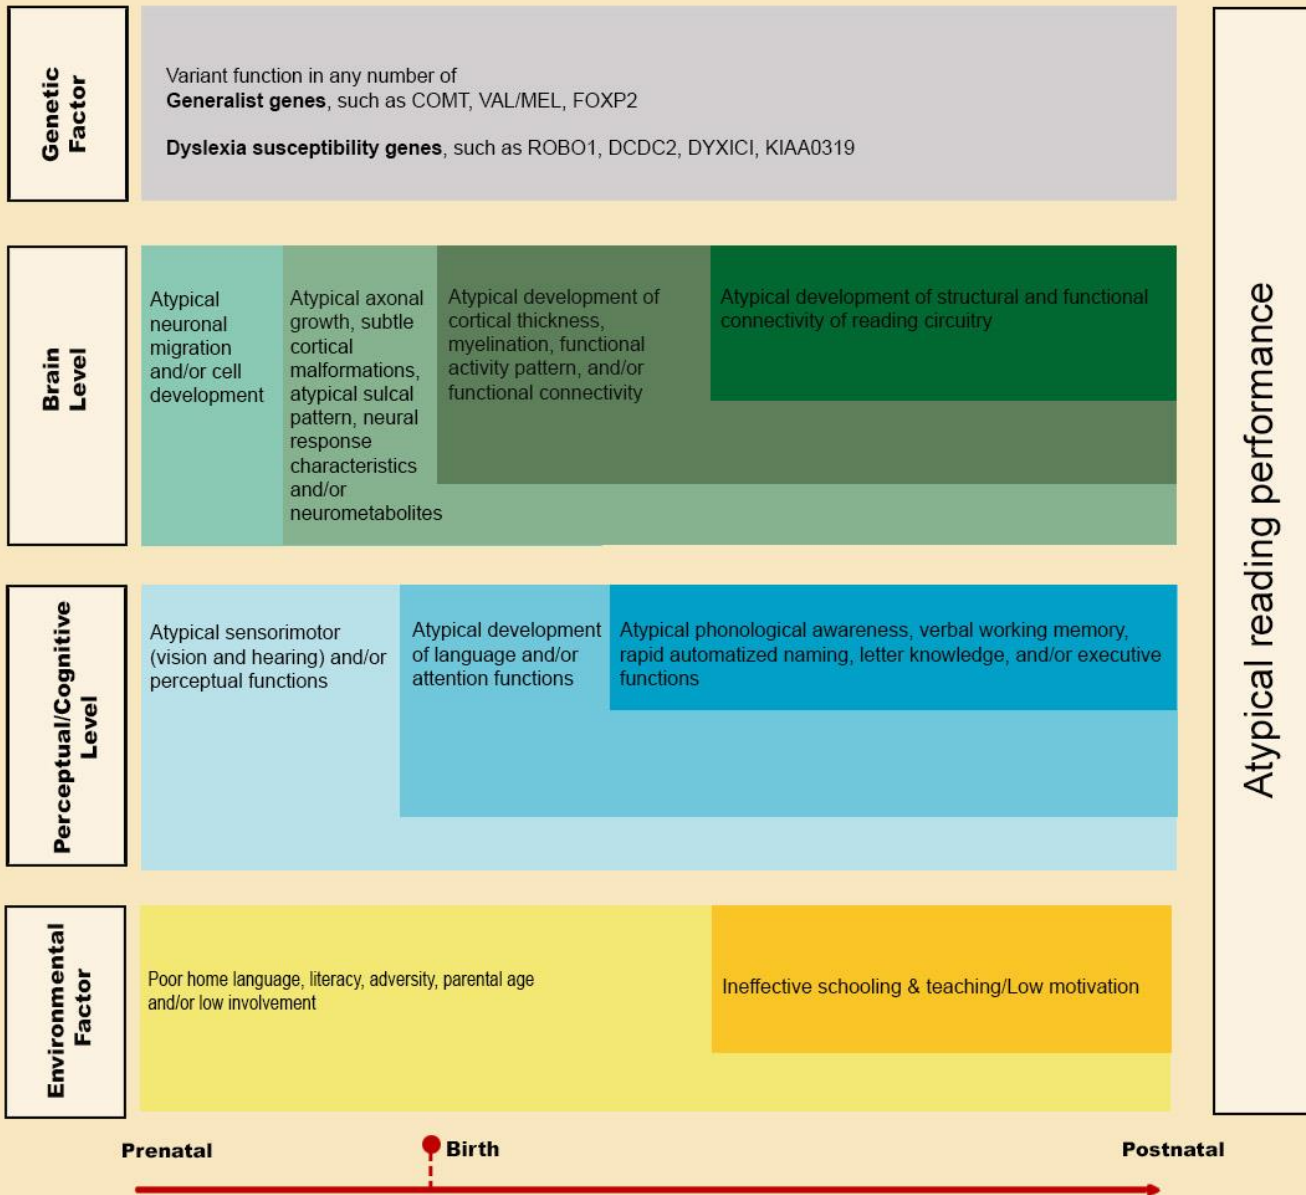 Genetic
Factor
Variant function in any number of
Generalist genes, such as COMT, VAL/MEL, FOXP2
Dyslexia susceptibility genes, such as ROBO1, DCDC2, DYXICI, KIAA0319
Brain
Level
Atypical
neuronal
migration
and/or cell
development
Atypical axonal
growth, subtle
cortical
malformations,
atypical sulcal
pattern, neural
response
characteristics
and/or
neurometabolites
Atypical development of
cortical thickness,
myelination, functional
activity pattern, and/or
functional connectivity
Atypical development of structural and functional
connectivity of reading circuitry
Perceptual/Cognitive
Level
Atypical sensorimotor
(vision and hearing) and/or
perceptual functions
Atypical development
of language and/or
attention functions
Atypical phonological awareness, verbal working memory,
rapid automatized naming, letter knowledge, and/or executive
functions
Environmental
Factor
Poor home language, literacy, adversity, parental age
and/or low involvement
Ineffective schooling & teaching/Low motivation
Atypical reading performance
Prenatal
Birth
Postnatal